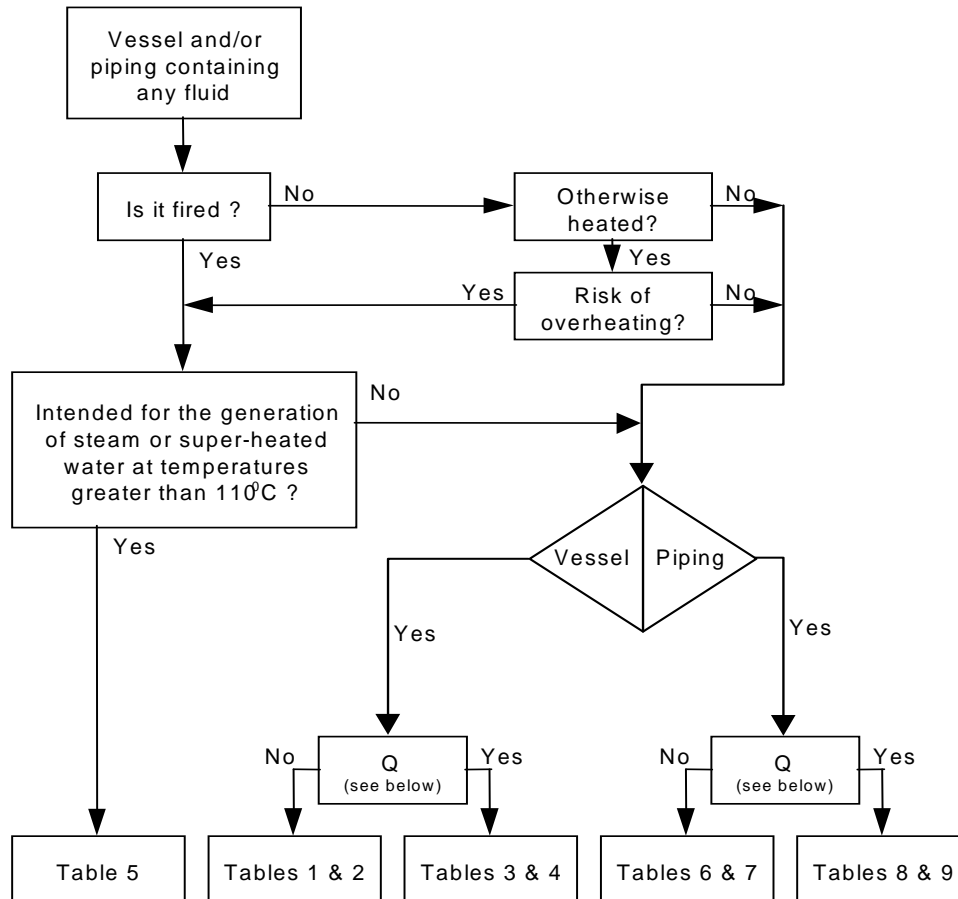 Vessel and/or
piping containing
any fluid
Is it fired ?
No
Otherwise
heated?
No
Yes
Yes
Yes
Risk of
overheating?
No
Intended for the generation
of steam or super-heated
water at temperatures
greater than 110⁰C ?
No
Yes
Vessel
Piping
Yes
Yes
No
Q
(see below)
Yes
No
Q
(see below)
Yes
Table 5
Tables 1 & 2
Tables 3 & 4
Tables 6 & 7
Tables 8 & 9